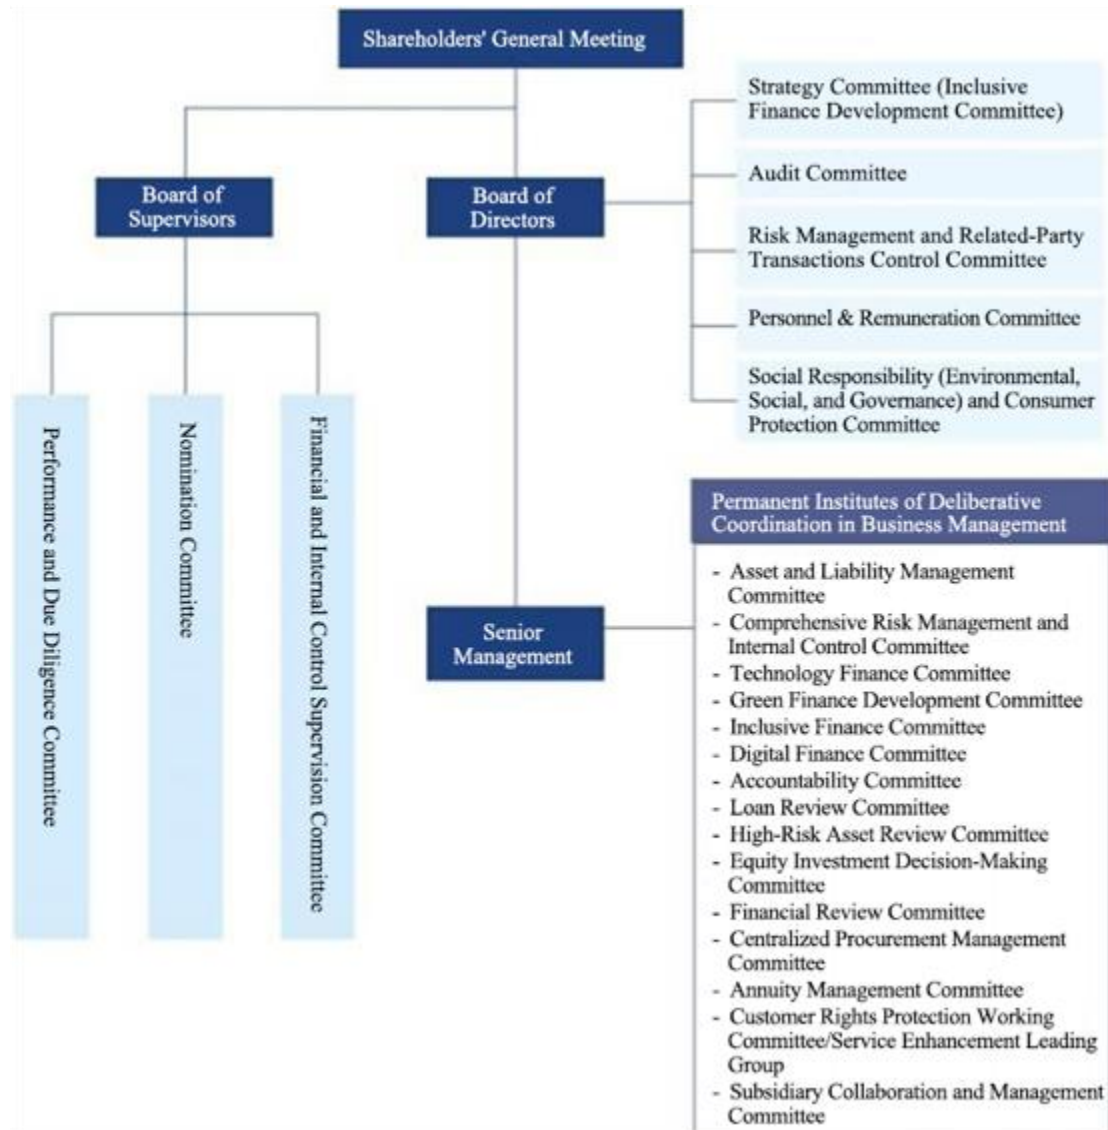 Shareholders' General Meeting
Strategy Committee (Inclusive
Finance Development Committee)
Audit Committee
Board of
Supervisors
Board of
Directors
Risk Management and Related-Party
Transactions Control Committee
Personnel & Remuneration Committee
Social Responsibility (Environmental,
Social, and Governance) and Consumer
Protection Committee
Performance and Due Diligence Committee
Nomination Committee
Financial and Internal Control Supervision Committee
Senior
Management
Permanent Institutes of Deliberative
Coordination in Business Management
- Asset and Liability Management
Committee
- Comprehensive Risk Management and
Internal Control Committee
- Technology Finance Committee
- Green Finance Development Committee
- Inclusive Finance Committee
- Digital Finance Committee
- Accountability Committee
- Loan Review Committee
- High-Risk Asset Review Committee
- Equity Investment Decision-Making
Committee
- Financial Review Committee
- Centralized Procurement Management
Committee
- Annuity Management Committee
- Customer Rights Protection Working
Committee/Service Enhancement Leading
Group
- Subsidiary Collaboration and Management
Committee